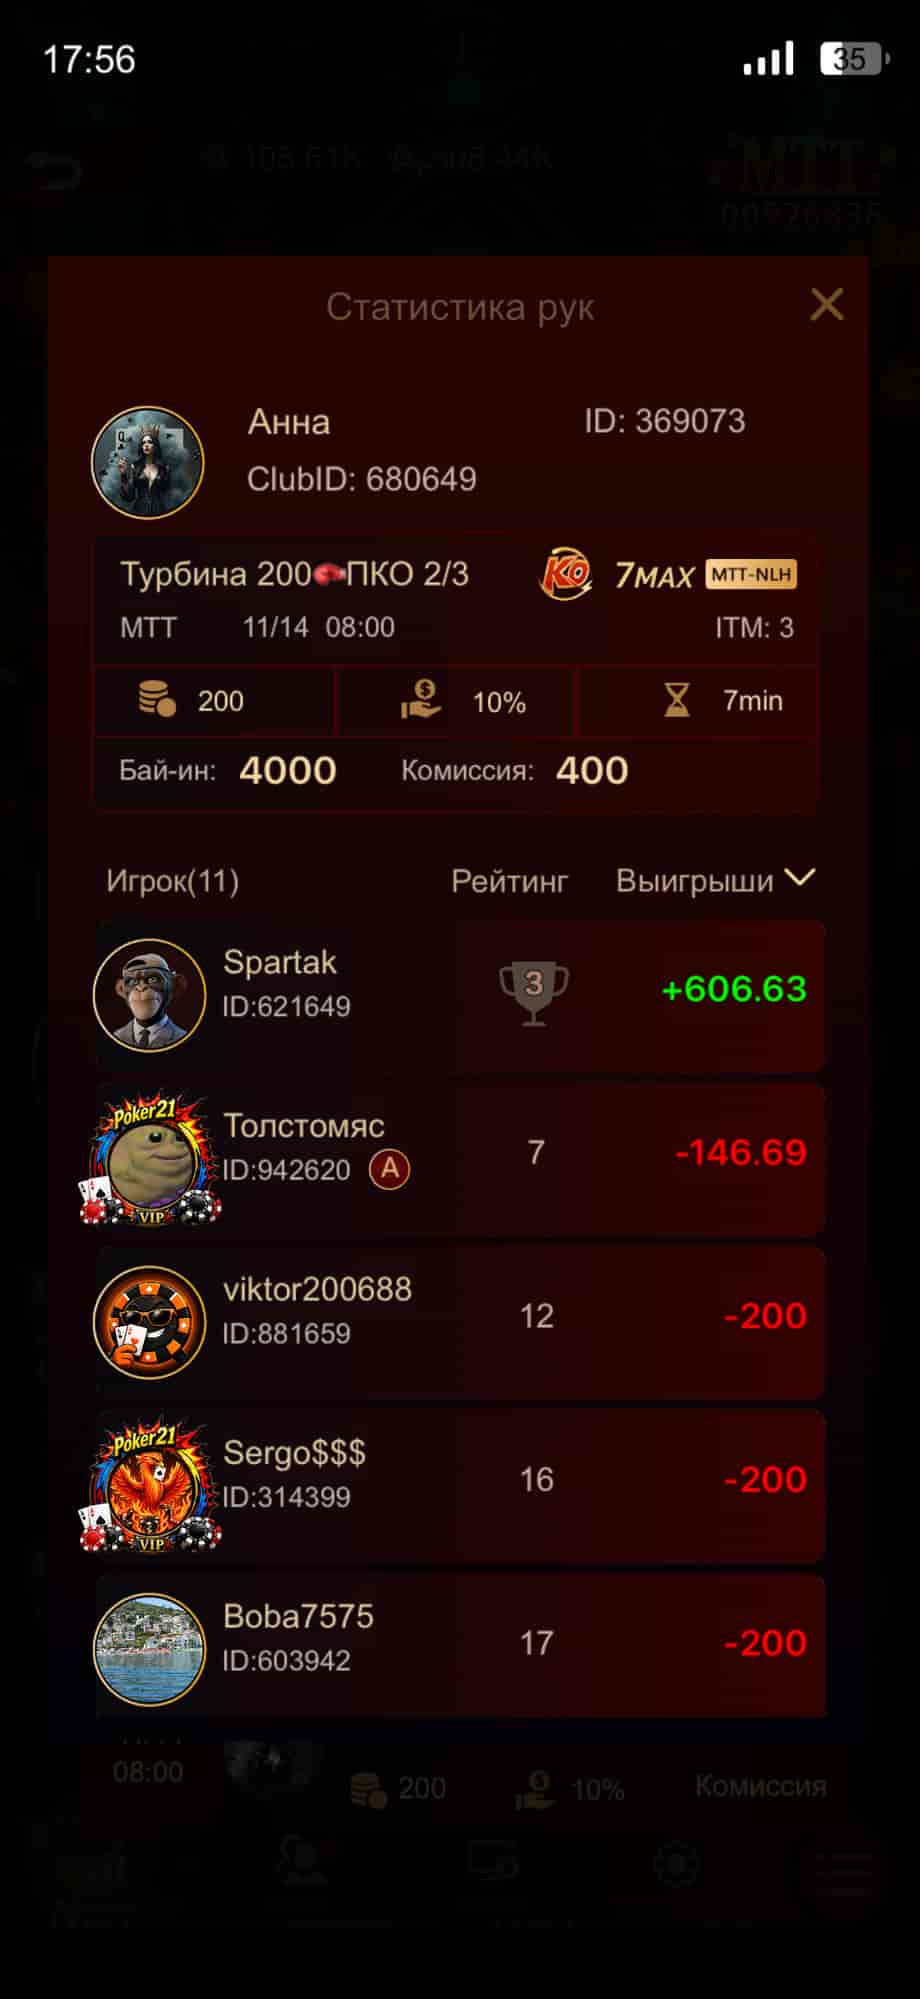 17:56
35
108.61K
MTT
Статистика рук
Анна
ID: 369073
ClubID: 680649
Турбина 200🥊ПКО 2/3
KO
7MAX
MTT-NLH
MTT
11/14 08:00
ITM: 3
200
10%
7min
Бай-ин: 4000
Комиссия: 400
Игрок(11)
Рейтинг
Выигрыши
Spartak
ID:621649
3
+606.63
Poker21
VIP
Толстомяс
ID:942620
A
7
-146.69
viktor200688
ID:881659
12
-200
Poker21
VIP
Sergo$$$
ID:314399
16
-200
Boba7575
ID:603942
17
-200
08:00
200
10%
Комиссия